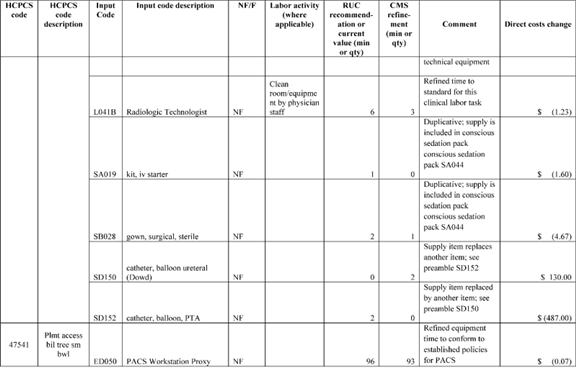 HCPCS code
HCPCS code description
Input Code
Input code description
NF/F
Labor activity (where applicable)
RUC recommend-ation or current value (min or qty)
CMS refine-ment (min or qty)
Comment
Direct costs change
technical equipment
L041B Radiologic Technologist NF Clean room/equipme nt by physician staff 6 3 Refined time to standard for this clinical labor task $ (1.23)
SA019 kit, iv starter NF 1 0 Duplicative; supply is included in conscious sedation pack conscious sedation pack SA044 $ (1.60)
SB028 gown, surgical, sterile NF 2 1 Duplicative; supply is included in conscious sedation pack conscious sedation pack SA044 $ (4.67)
SD150 catheter, balloon ureteral (Dowd) NF 0 2 Supply item replaces another item; see preamble SD152 $ 130.00
SD152 catheter, balloon, PTA NF 2 0 Supply item replaced by another item; see preamble SD150 $ (487.00)
47541 Plmt access bil tree sm bwl ED050 PACS Workstation Proxy NF 96 93 Refined equipment time to conform to established policies for PACS $ (0.07)